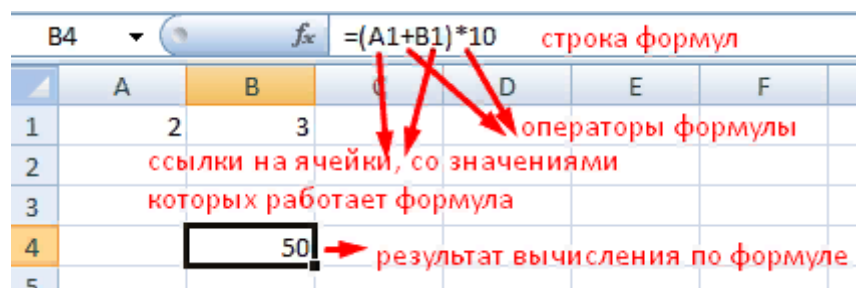 B4 fx =(A1+B1)*10 строка формул
A B C D E F
1 2 3 операторы формулы
2 ссылки на ячейки, со значениями
3 которых работает формула
4 50 результат вычисления по формуле
5